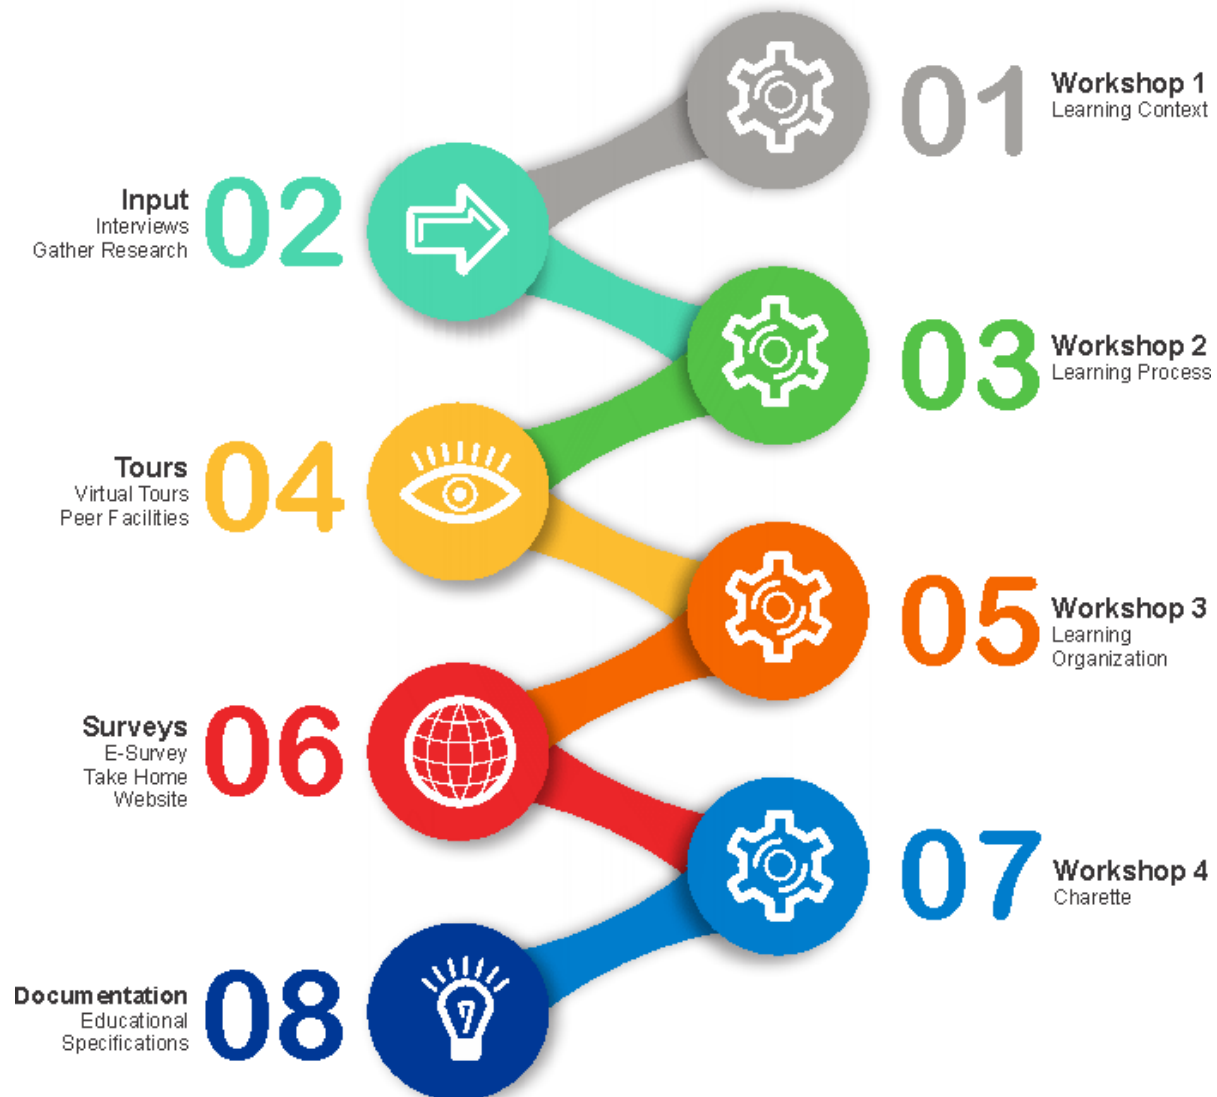 01
Workshop 1
Learning Context
Input
Interviews
Gather Research
02
03
Workshop 2
Learning Process
Tours
Virtual Tours
Peer Facilities
04
05
Workshop 3
Learning
Organization
Surveys
E-Survey
Take Home
Website
06
07
Workshop 4
Charette
Documentation
Educational
Specifications
08